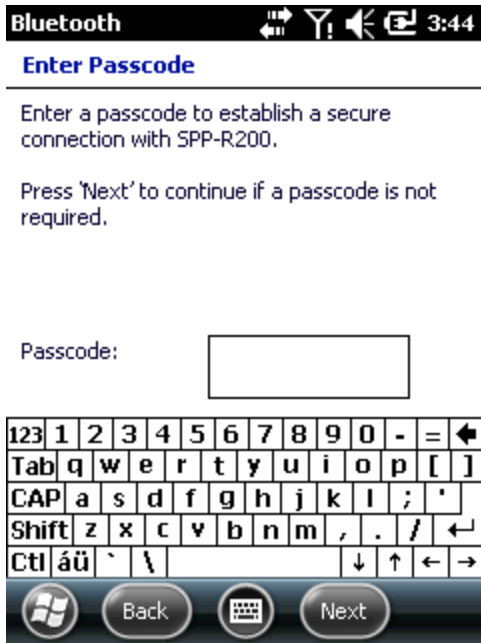 Bluetooth 3:44
Enter Passcode
Enter a passcode to establish a secure
connection with SPP-R200.
Press 'Next' to continue if a passcode is not
required.
Passcode:
123 1 2 3 4 5 6 7 8 9 0 - = 🡄
Tab q w e r t y u i o p [ ]
CAP a s d f g h j k l ; '
Shift z x c v b n m , . / ↵
Ctl áü ` \ ↓ ↑ ← →
Back Next